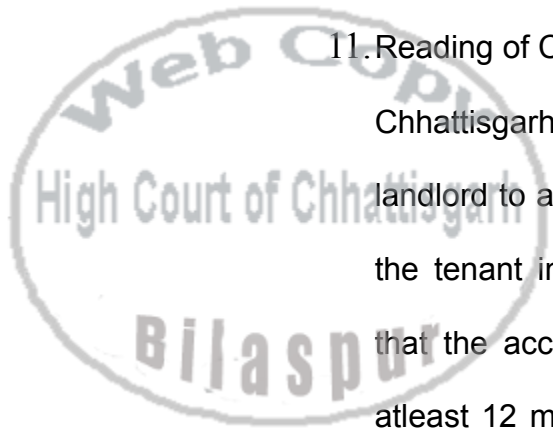 Web Copy
High Court of Chhattisgarh
Bilaspur
11. Reading of
Chhattisgarh
landlord to a
the tenant in
that the acc
atleast 12 m